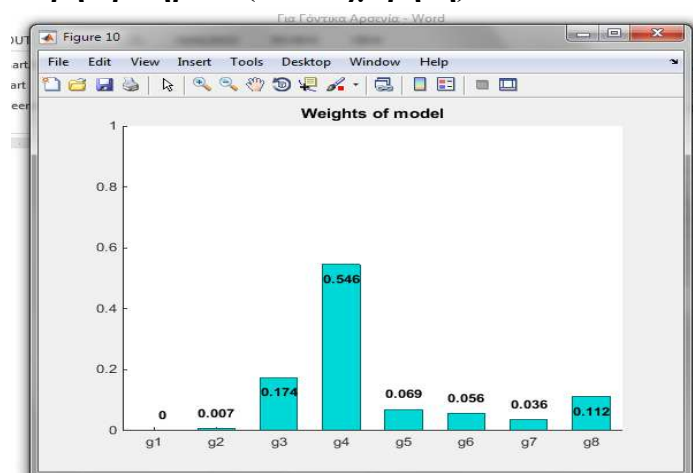 Για Γόντικα Αρσενία - Word
Figure 10
File Edit View Insert Tools Desktop Window Help
Weights of model
1
0.8
0.6
0.4
0.2
0
0
0.007
0.174
0.546
0.069
0.056
0.036
0.112
g1 g2 g3 g4 g5 g6 g7 g8